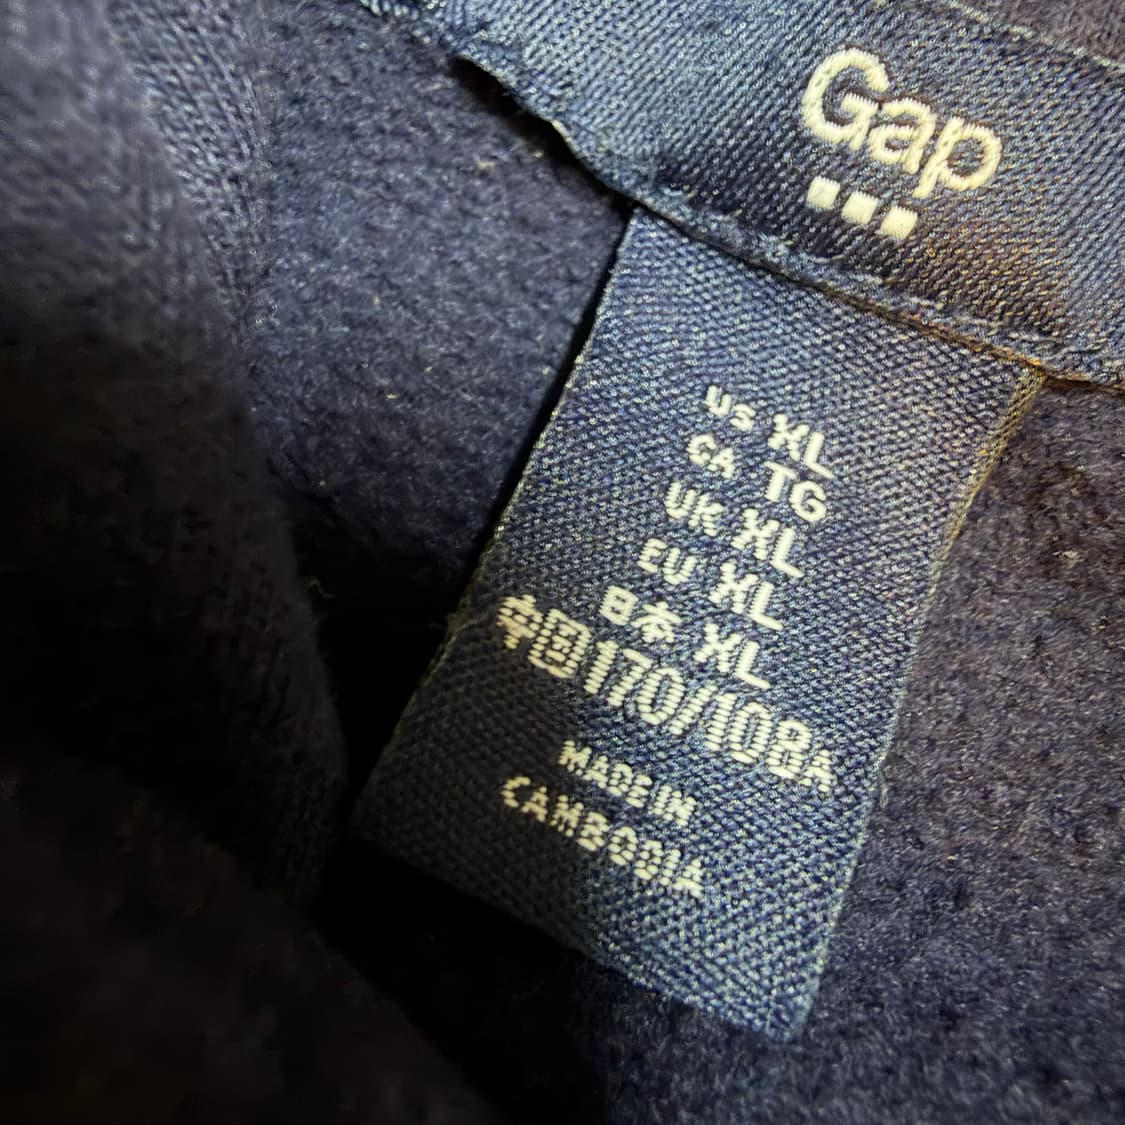 Gap
US XL
CA TG
UK XL
EU XL
日本 XL
中国 170/108A
MADE IN
CAMBODIA